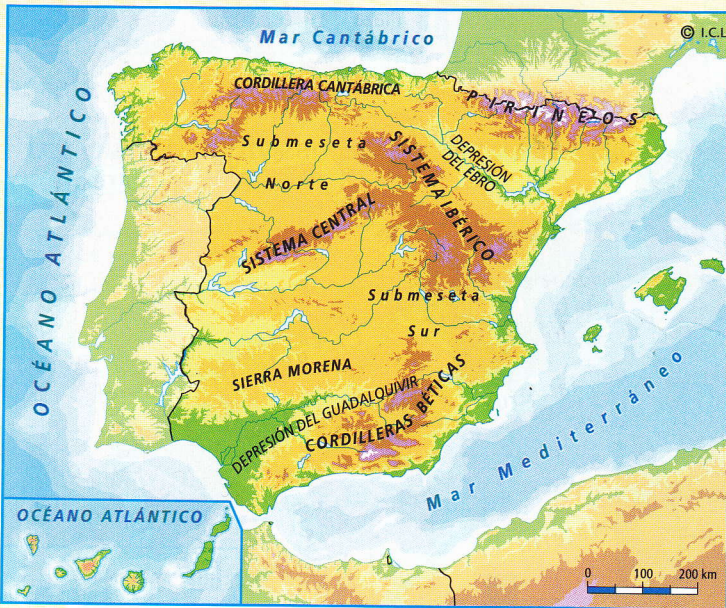 Mar Cantábrico
© I.C.L
CORDILLERA CANTÁBRICA
PIRINEOS
OCÉANO ATLÁNTICO
Submeseta
Norte
SISTEMA IBÉRICO
DEPRESIÓN
DEL EBRO
SISTEMA CENTRAL
Submeseta
Sur
SIERRA MORENA
DEPRESIÓN DEL GUADALQUIVIR
CORDILLERAS BÉTICAS
Mar Mediterráneo
OCÉANO ATLÁNTICO
0 100 200 km